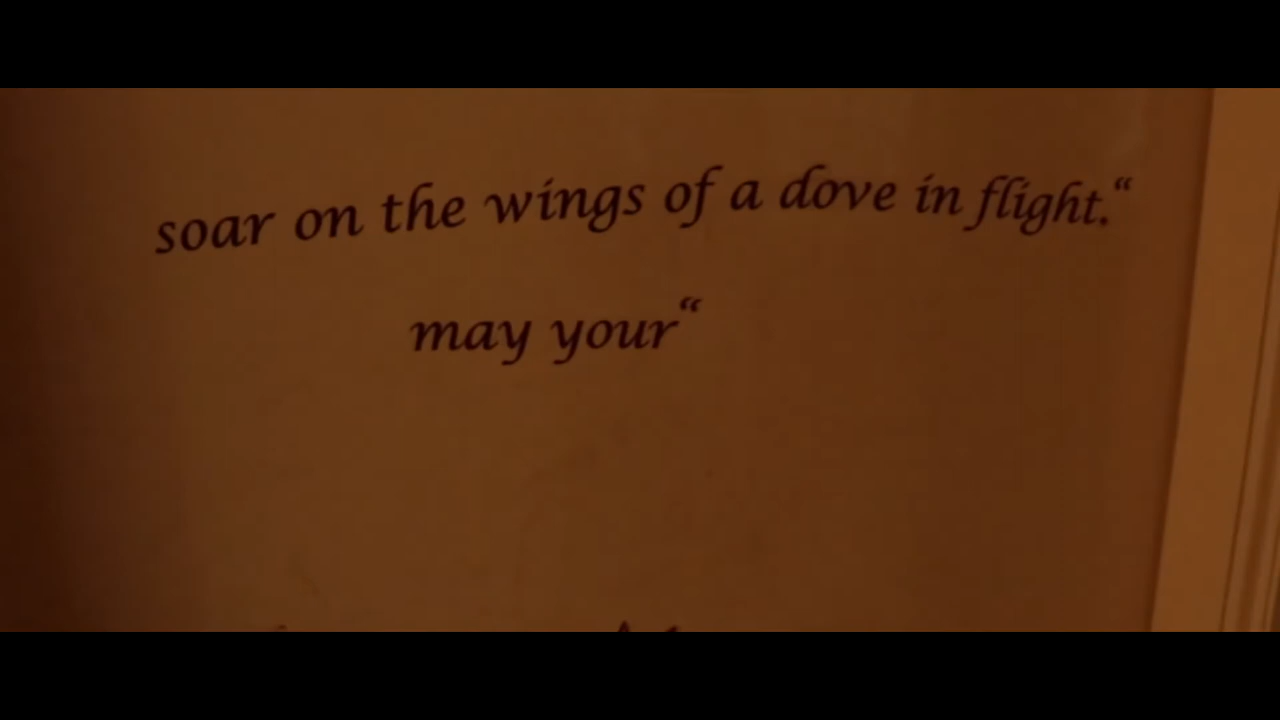 soar on the wings of a dove in flight.“
may your“